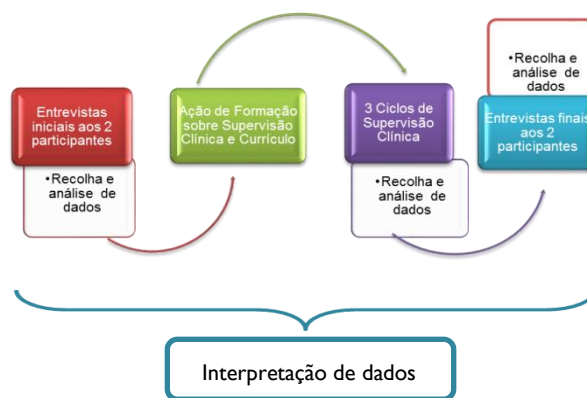 Entrevistas
iniciais aos 2
participantes
•Recolha e
análise de
dados
Ação de Formação
sobre Supervisão
Clínica e Currículo
3 Ciclos de
Supervisão
Clínica
•Recolha e
análise de
dados
•Recolha e
análise de
dados
Entrevistas finais
aos 2
participantes
Interpretação de dados